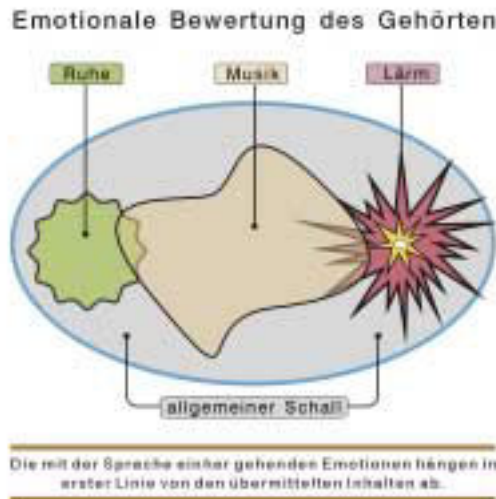 Emotionale Bewertung des Gehörten
Ruhe Musik Lärm
allgemeiner Schall
Die mit der Sprache einher gehenden Emotionen hängen in
erster Linie von den übermittelten Inhalten ab.